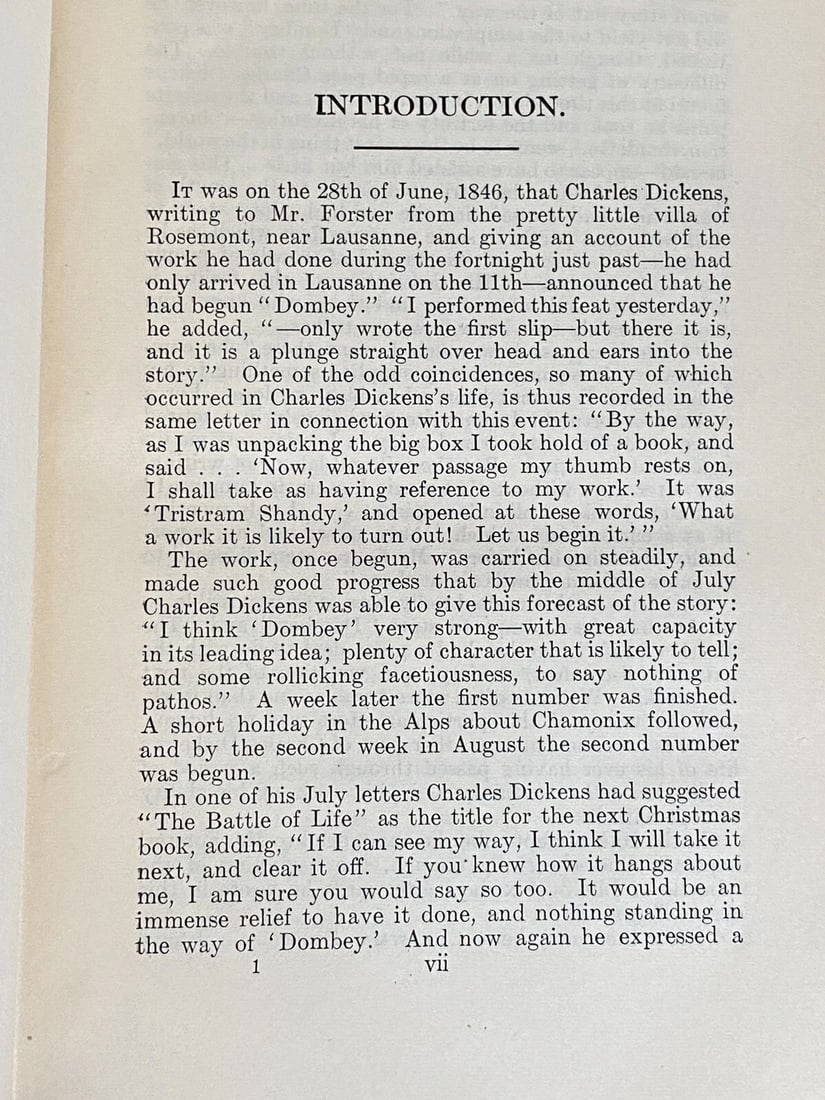 INTRODUCTION.
It was on the 28th of June, 1846, that Charles Dickens,
writing to Mr. Forster from the pretty little villa of
Rosemont, near Lausanne, and giving an account of the
work he had done during the fortnight just past—he had
only arrived in Lausanne on the 11th—announced that he
had begun “Dombey.” “I performed this feat yesterday,”
he added, “—only wrote the first slip—but there it is,
and it is a plunge straight over head and ears into the
story.” One of the odd coincidences, so many of which
occurred in Charles Dickens's life, is thus recorded in the
same letter in connection with this event: “By the way,
as I was unpacking the big box I took hold of a book, and
said . . . ‘Now, whatever passage my thumb rests on,
I shall take as having reference to my work.’ It was
‘Tristram Shandy,’ and opened at these words, ‘What
a work it is likely to turn out! Let us begin it.’ ”
The work, once begun, was carried on steadily, and
made such good progress that by the middle of July
Charles Dickens was able to give this forecast of the story:
“I think ‘Dombey’ very strong—with great capacity
in its leading idea; plenty of character that is likely to tell;
and some rollicking facetiousness, to say nothing of
pathos.” A week later the first number was finished.
A short holiday in the Alps about Chamonix followed,
and by the second week in August the second number
was begun.
In one of his July letters Charles Dickens had suggested
“The Battle of Life” as the title for the next Christmas
book, adding, “If I can see my way, I think I will take it
next, and clear it off. If you knew how it hangs about
me, I am sure you would say so too. It would be an
immense relief to have it done, and nothing standing in
the way of ‘Dombey.’ And now again he expressed a
1 vii